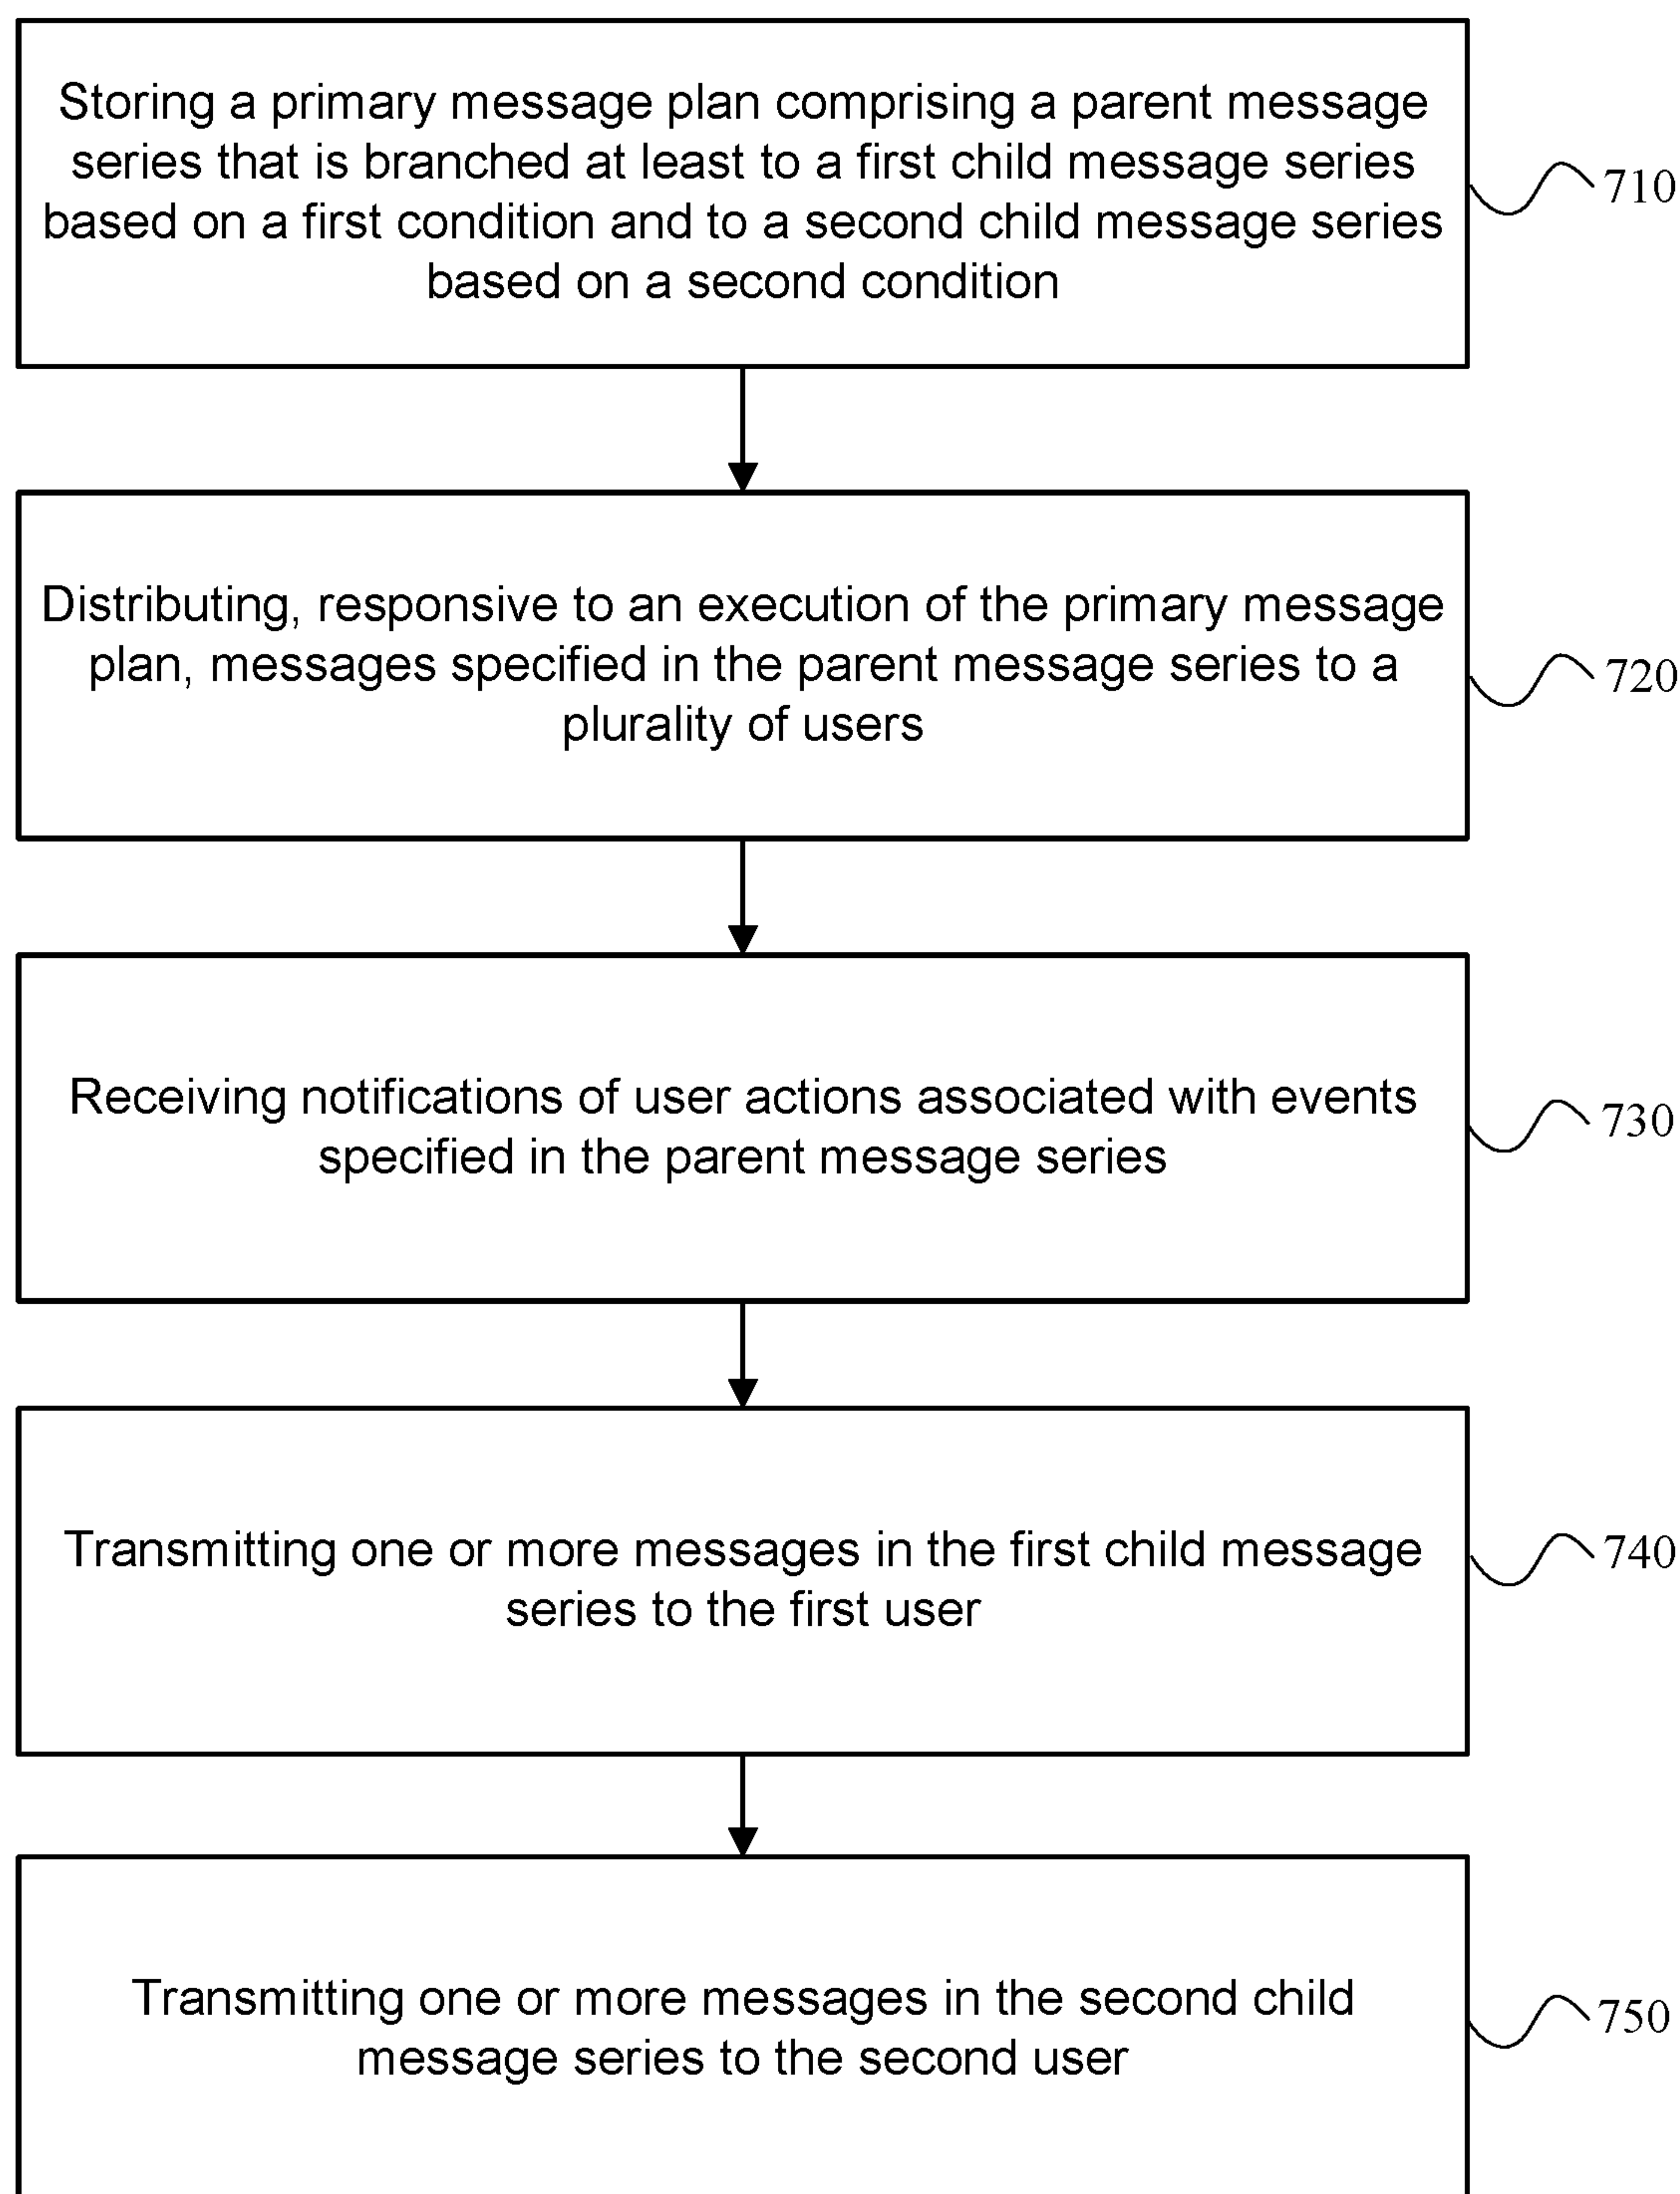 Storing a primary message plan comprising a parent message
series that is branched at least to a first child message series
based on a first condition and to a second child message series
based on a second condition
710
Distributing, responsive to an execution of the primary message
plan, messages specified in the parent message series to a
plurality of users
720
Receiving notifications of user actions associated with events
specified in the parent message series
730
Transmitting one or more messages in the first child message
series to the first user
740
Transmitting one or more messages in the second child
message series to the second user
750